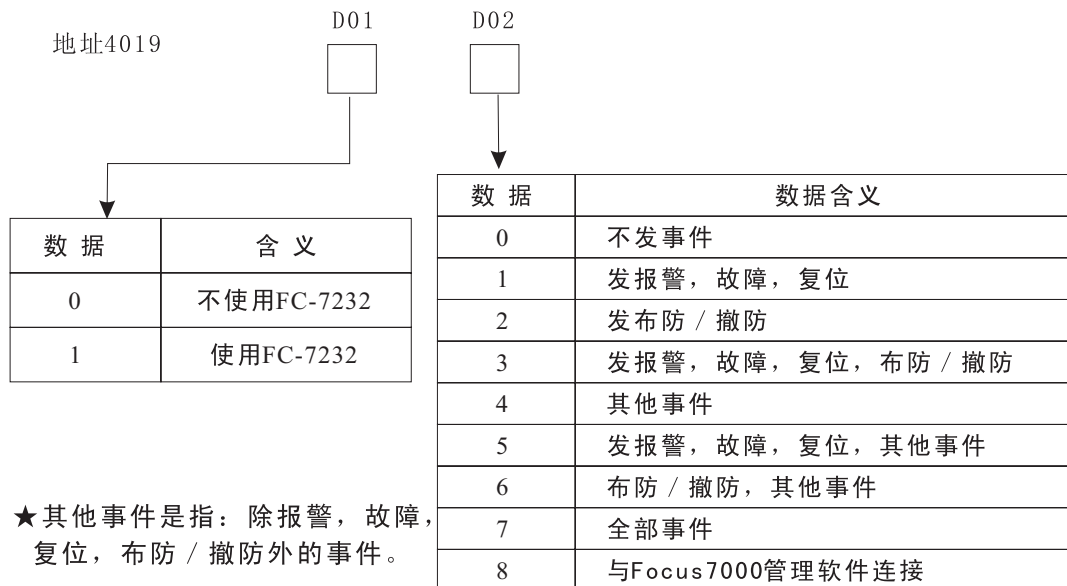 地址4019
D01
D02
数 据 含 义
0 不使用FC-7232
1 使用FC-7232
数 据 数据含义
0 不发事件
1 发报警，故障，复位
2 发布防／撤防
3 发报警，故障，复位，布防／撤防
4 其他事件
5 发报警，故障，复位，其他事件
6 布防／撤防，其他事件
7 全部事件
8 与Focus7000管理软件连接
★其他事件是指：除报警，故障，
复位，布防／撤防外的事件。